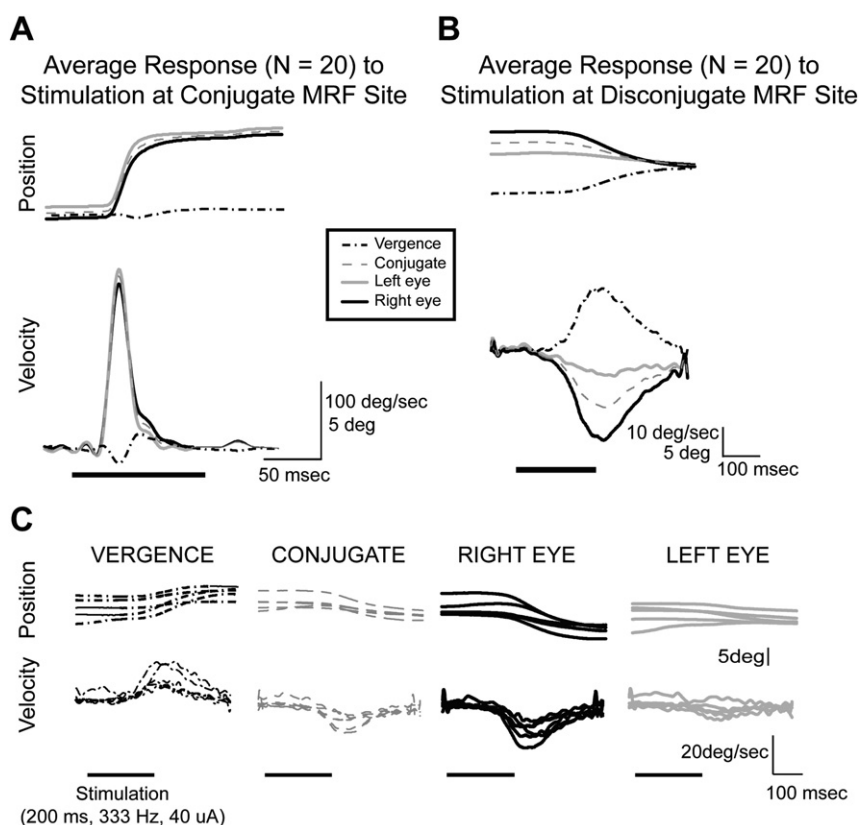 A
Average Response (N = 20) to
Stimulation at Conjugate MRF Site
Position
Velocity
100 deg/sec
5 deg
50 msec
B
Average Response (N = 20) to
Stimulation at Disconjugate MRF Site
Vergence
Conjugate
Left eye
Right eye
10 deg/sec
5 deg
100 msec
C
VERGENCE
CONJUGATE
RIGHT EYE
LEFT EYE
Position
5deg
Velocity
20deg/sec
100 msec
Stimulation
(200 ms, 333 Hz, 40 uA)